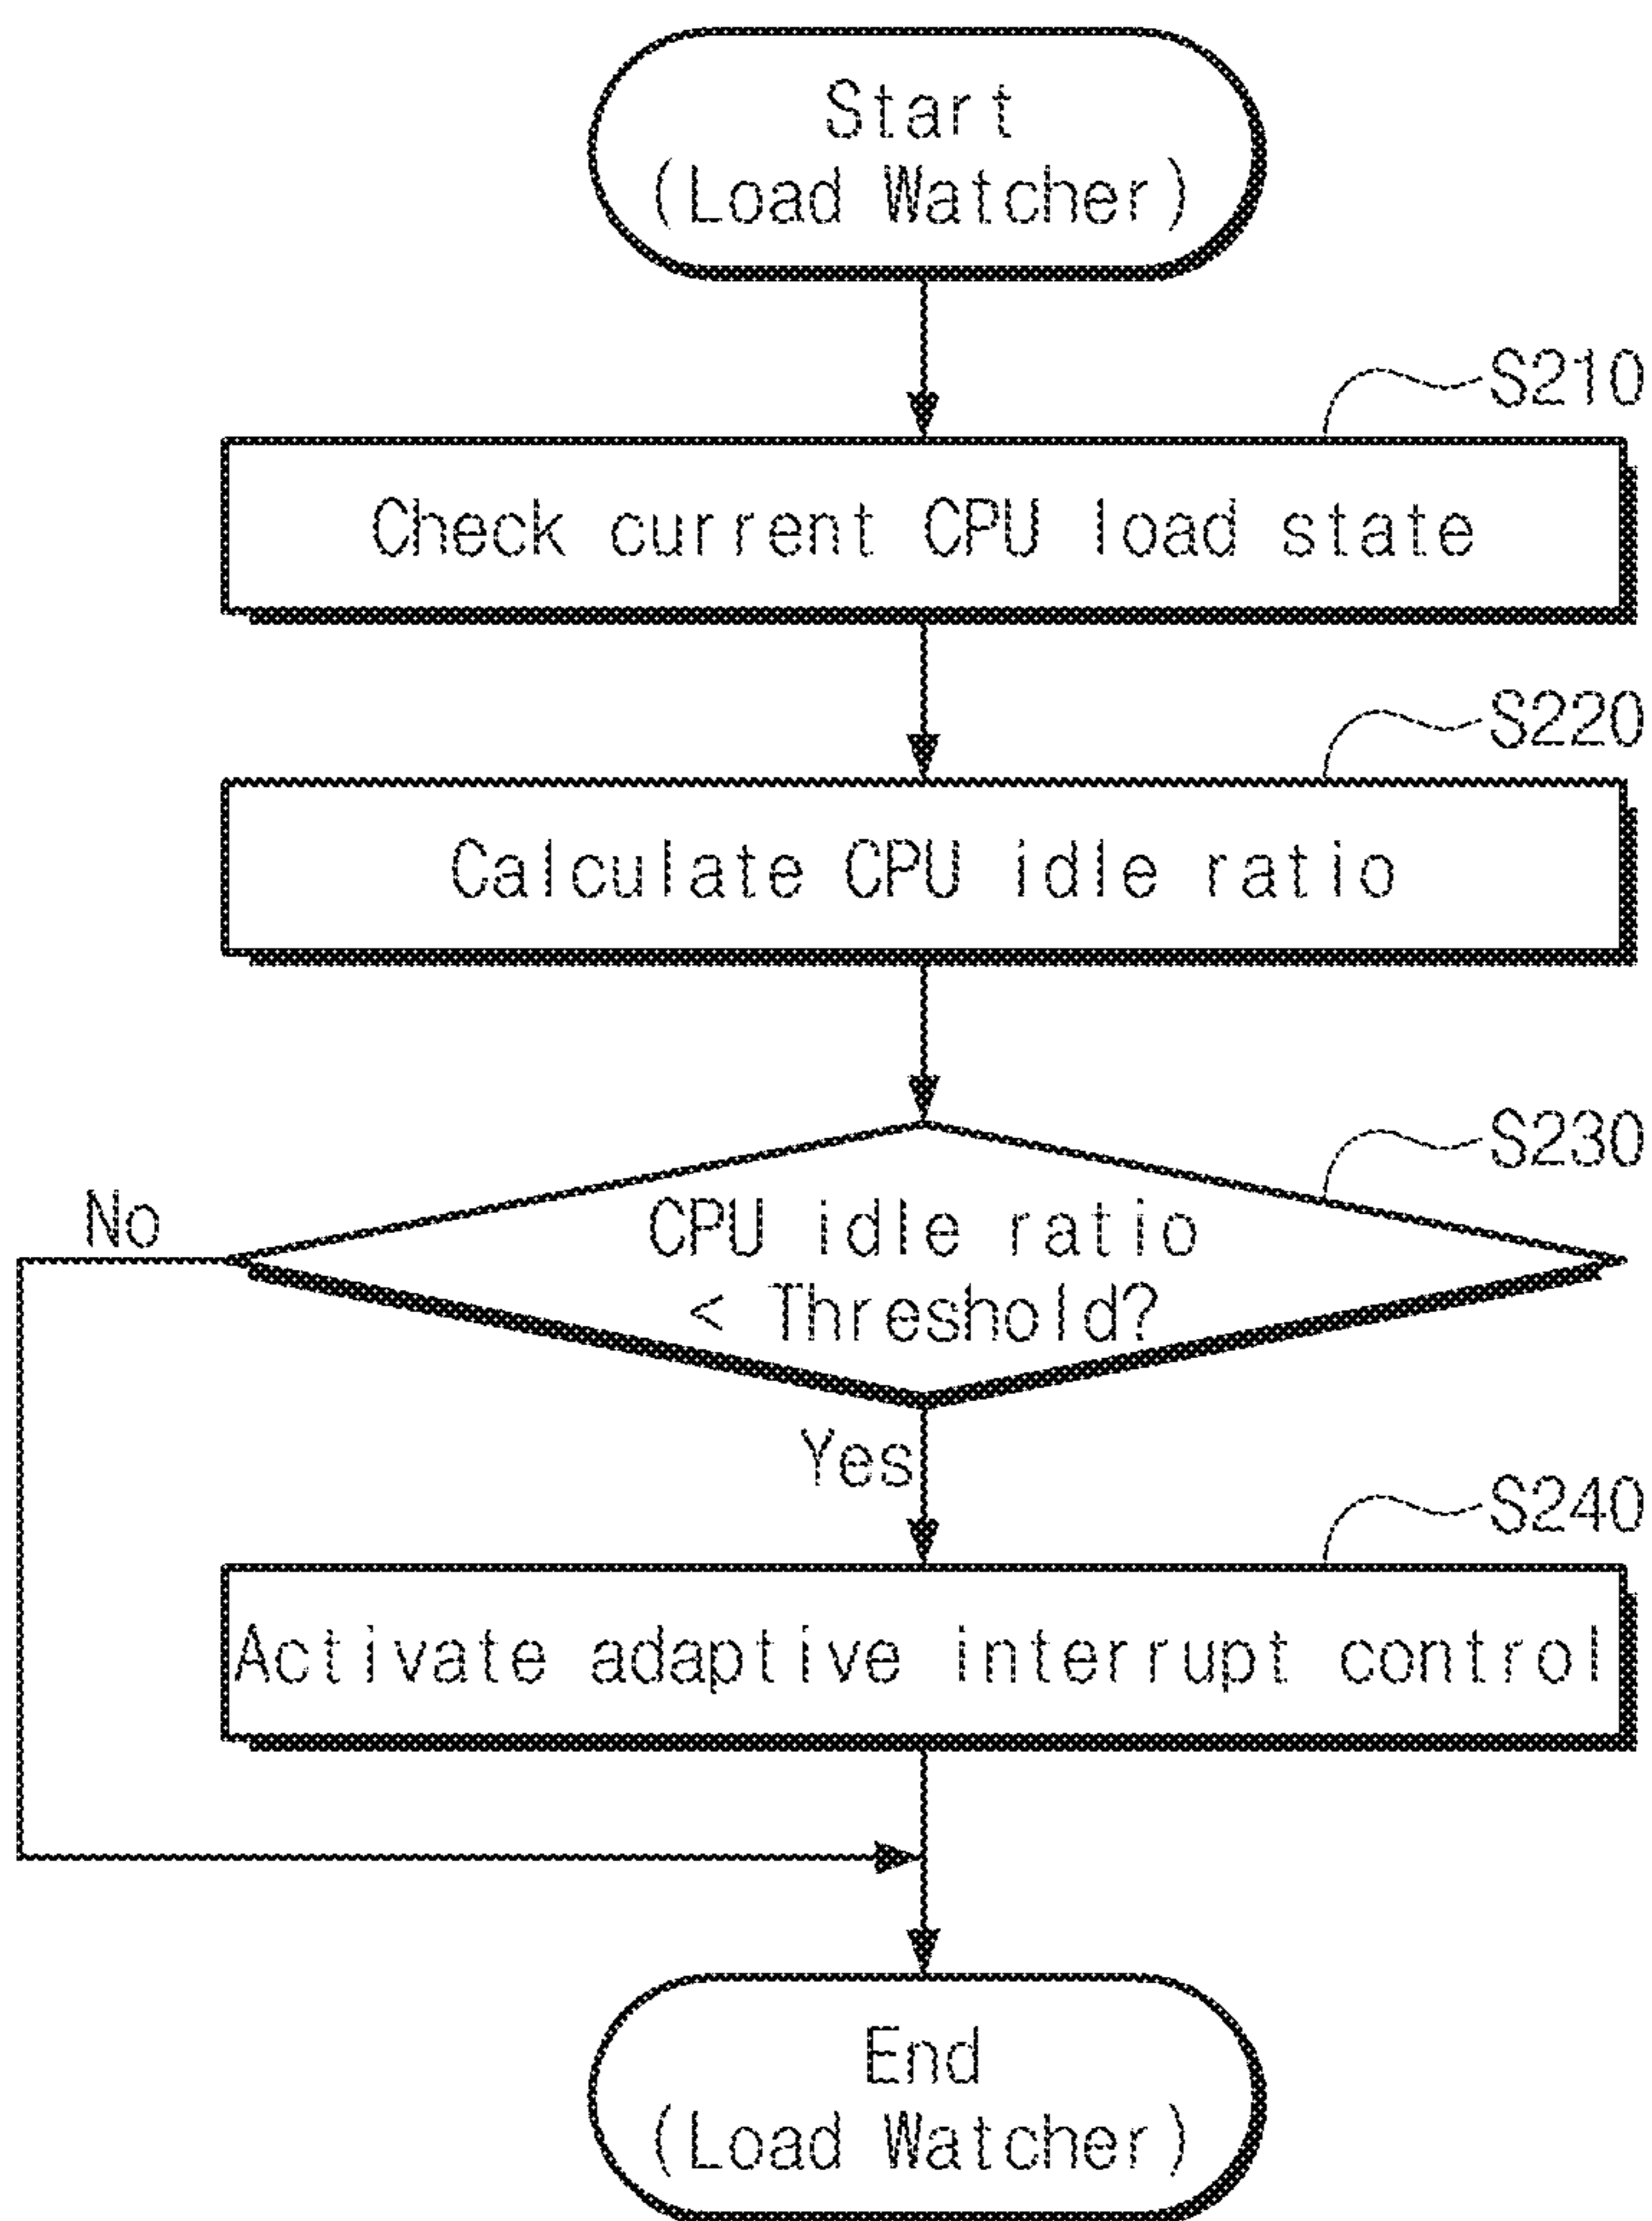 Start
(Load Watcher)
S210
Check current CPU load state
S220
Calculate CPU idle ratio
S230
No
CPU idle ratio
< Threshold?
Yes
S240
Activate adaptive interrupt control
End
(Load Watcher)